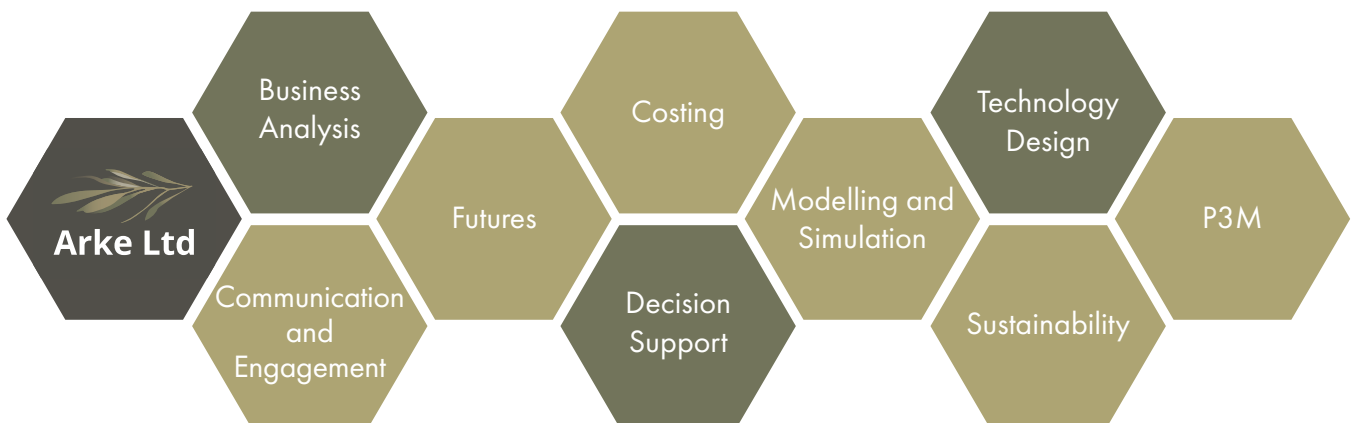 Arke Ltd
Business
Analysis
Communication
and
Engagement
Futures
Costing
Decision
Support
Modelling and
Simulation
Technology
Design
Sustainability
P3M